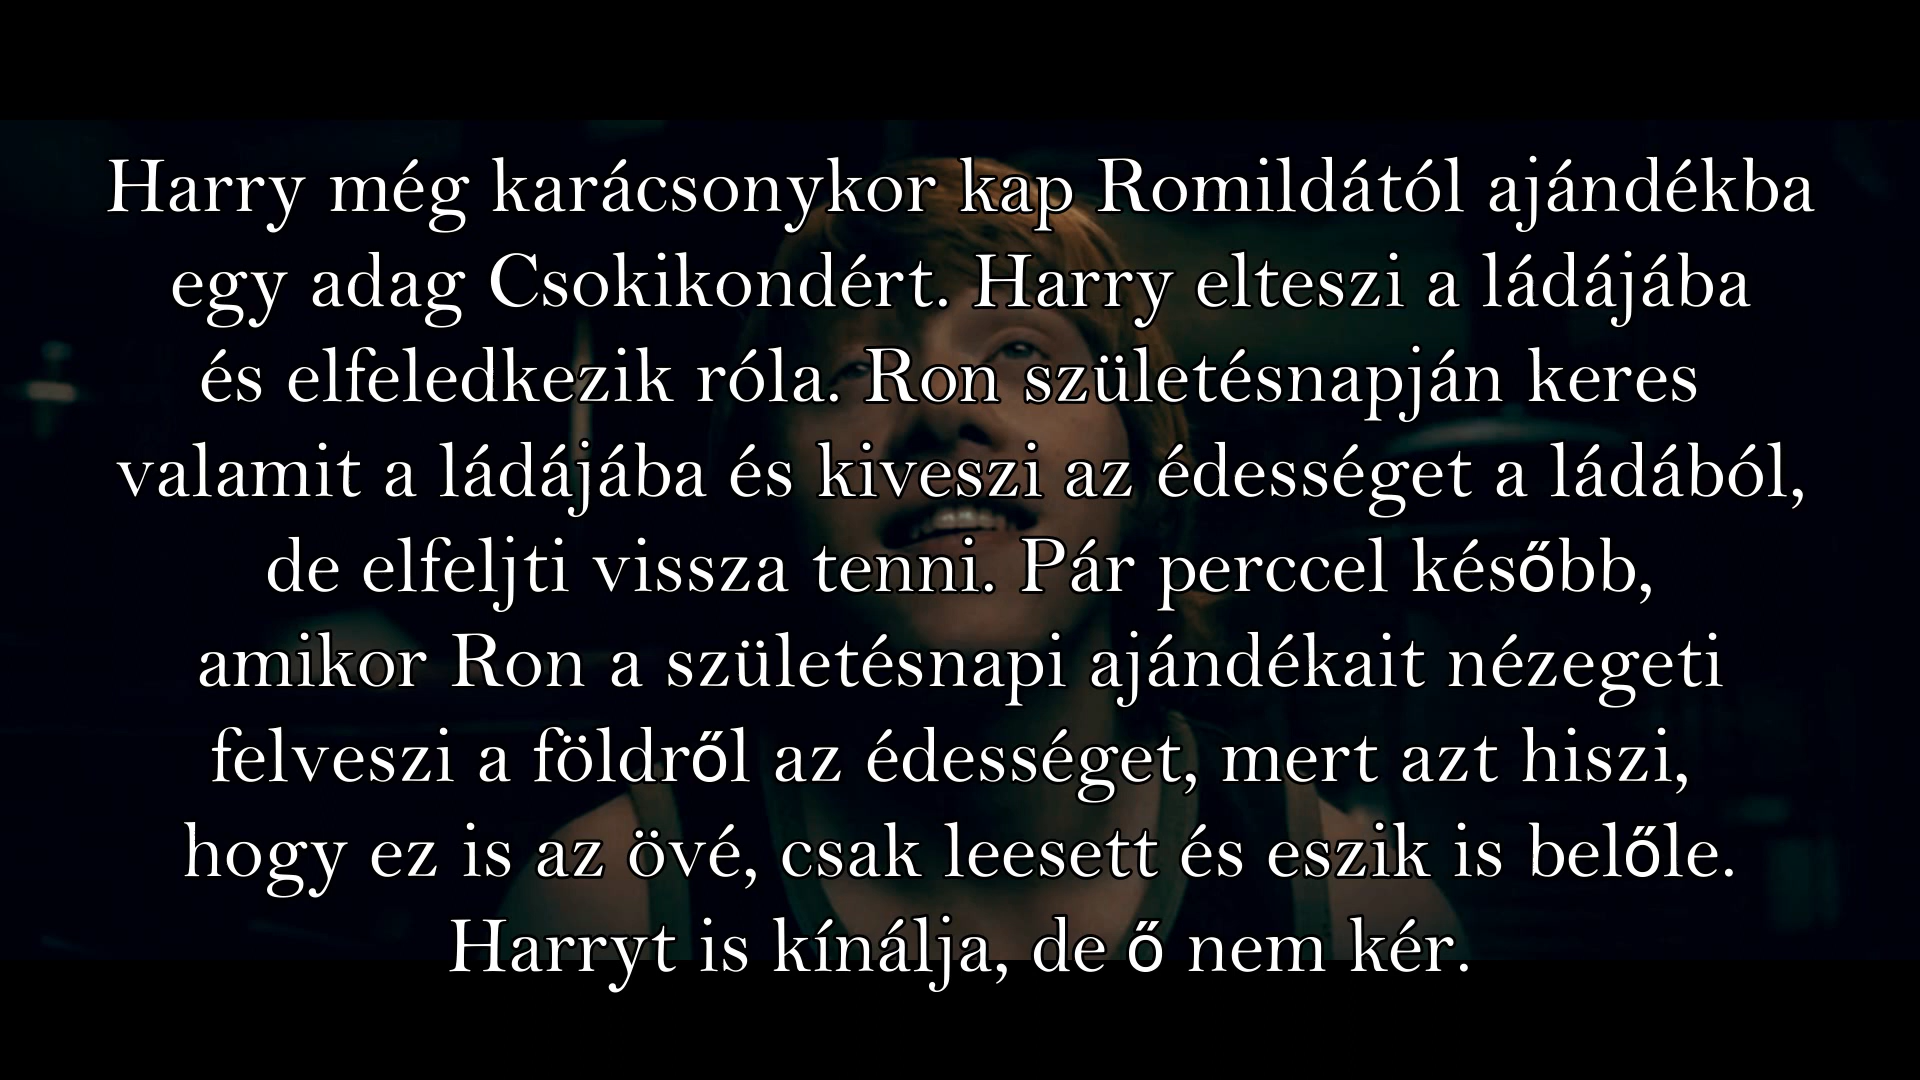 Harry még karácsonykor kap Romildától ajándékba
egy adag Csokikondért. Harry elteszi a ládájába
és elfeledkezik róla. Ron születésnapján keres
valamit a ládájába és kiveszi az édességet a ládából,
de elfeljti vissza tenni. Pár perccel később,
amikor Ron a születésnapi ajándékait nézegeti
felveszi a földről az édességet, mert azt hiszi,
hogy ez is az övé, csak leesett és eszik is belőle.
Harryt is kínálja, de ő nem kér.